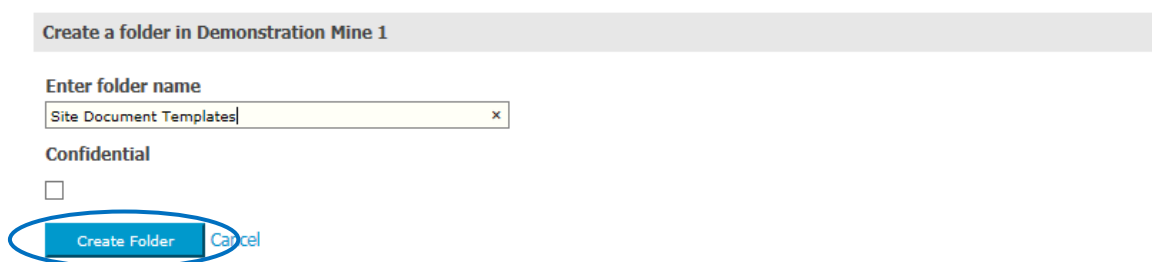 Create a folder in Demonstration Mine 1
Enter folder name
Site Document Templates ×
Confidential
Create Folder Cancel